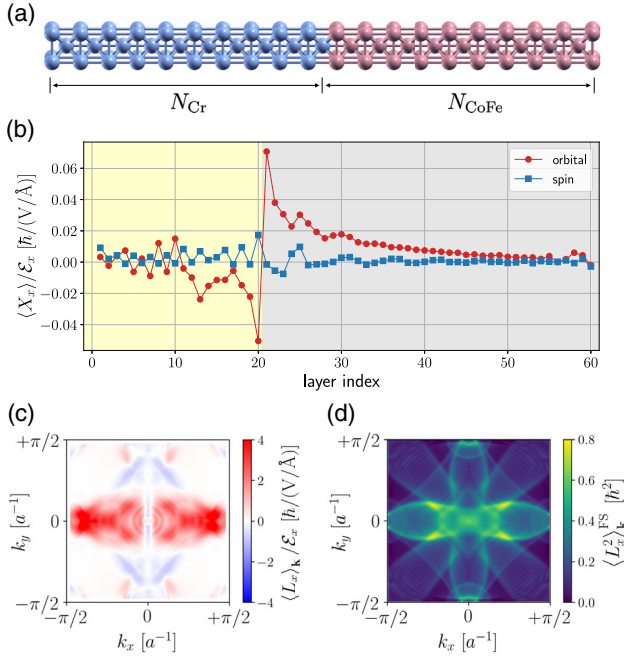 (a)
N_Cr N_CoFe
(b)
⟨X_x⟩/ℰ_x [ℏ/(V/Å)]
0.06
0.04
0.02
0.00
−0.02
−0.04
orbital
spin
0 10 20 30 40 50 60
layer index
(c) (d)
+π/2
k_y [a⁻¹]
0
−π/2
−π/2 0 +π/2
k_x [a⁻¹]
4
2
0
−2
−4
⟨L_x⟩_k/ℰ_x [ℏ/(V/Å)]
+π/2
k_y [a⁻¹]
0
−π/2
−π/2 0 +π/2
k_x [a⁻¹]
0.8
0.6
0.4
0.2
0.0
⟨L_x²⟩_k^FS [ℏ²]